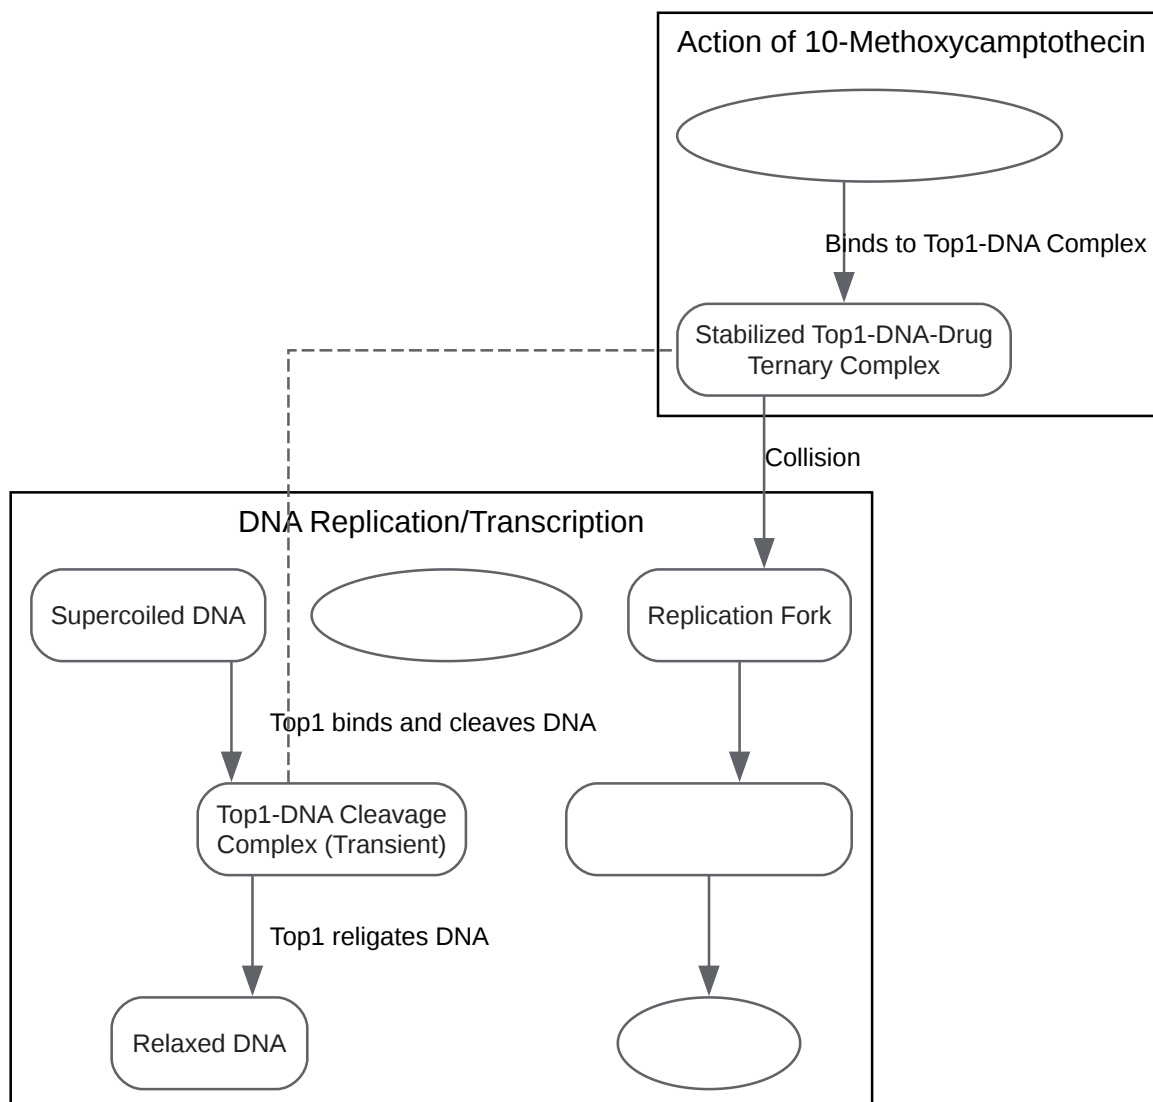 Action of 10-Methoxycamptothecin
Binds to Top1-DNA Complex
Stabilized Top1-DNA-Drug
Ternary Complex
Collision
DNA Replication/Transcription
Supercoiled DNA
Replication Fork
Top1 binds and cleaves DNA
Top1-DNA Cleavage
Complex (Transient)
Top1 religates DNA
Relaxed DNA